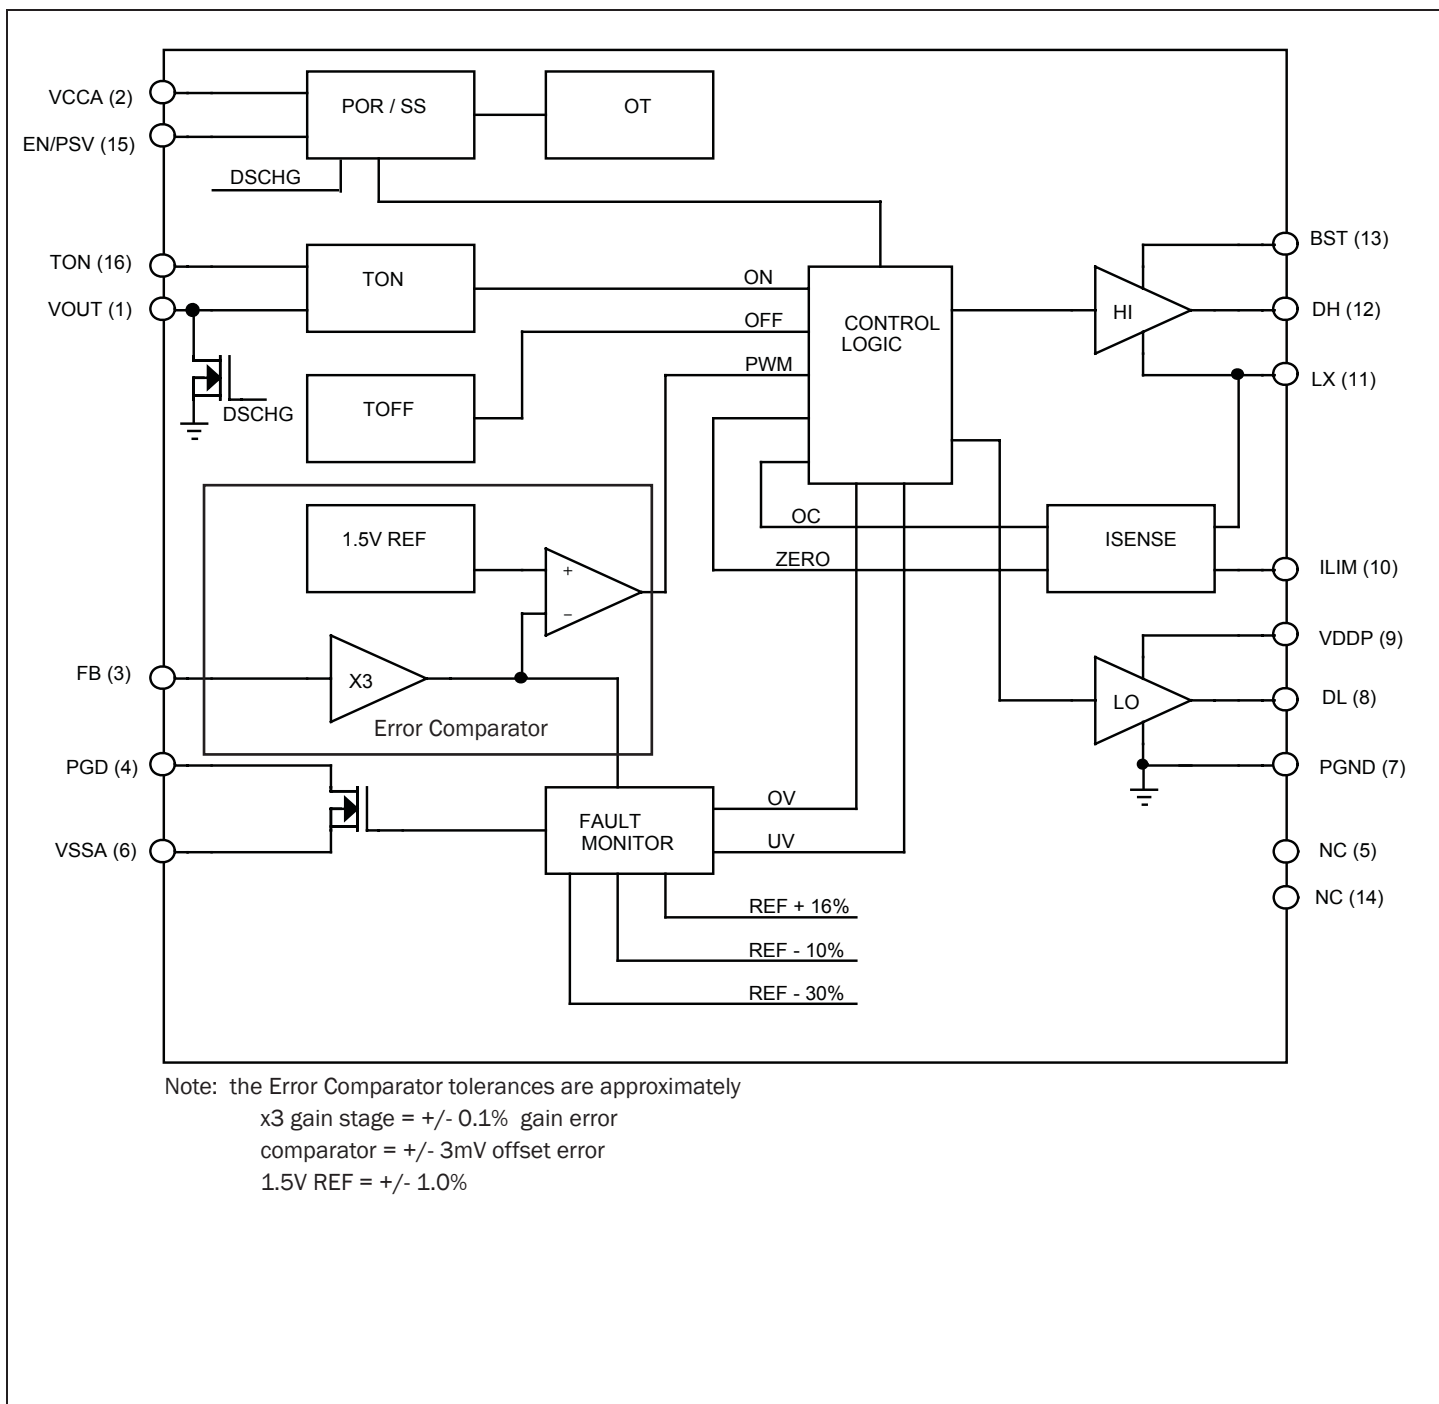 VCCA (2)
POR / SS
OT
EN/PSV (15)
DSCHG
TON (16)
TON
ON
BST (13)
VOUT (1)
OFF
CONTROL
LOGIC
HI
DH (12)
PWM
LX (11)
DSCHG
TOFF
OC
1.5V REF
ISENSE
ZERO
ILIM (10)
+
−
VDDP (9)
FB (3)
X3
LO
DL (8)
Error Comparator
PGD (4)
PGND (7)
OV
FAULT
MONITOR
UV
VSSA (6)
NC (5)
REF + 16%
NC (14)
REF - 10%
REF - 30%
Note: the Error Comparator tolerances are approximately
x3 gain stage = +/- 0.1% gain error
comparator = +/- 3mV offset error
1.5V REF = +/- 1.0%